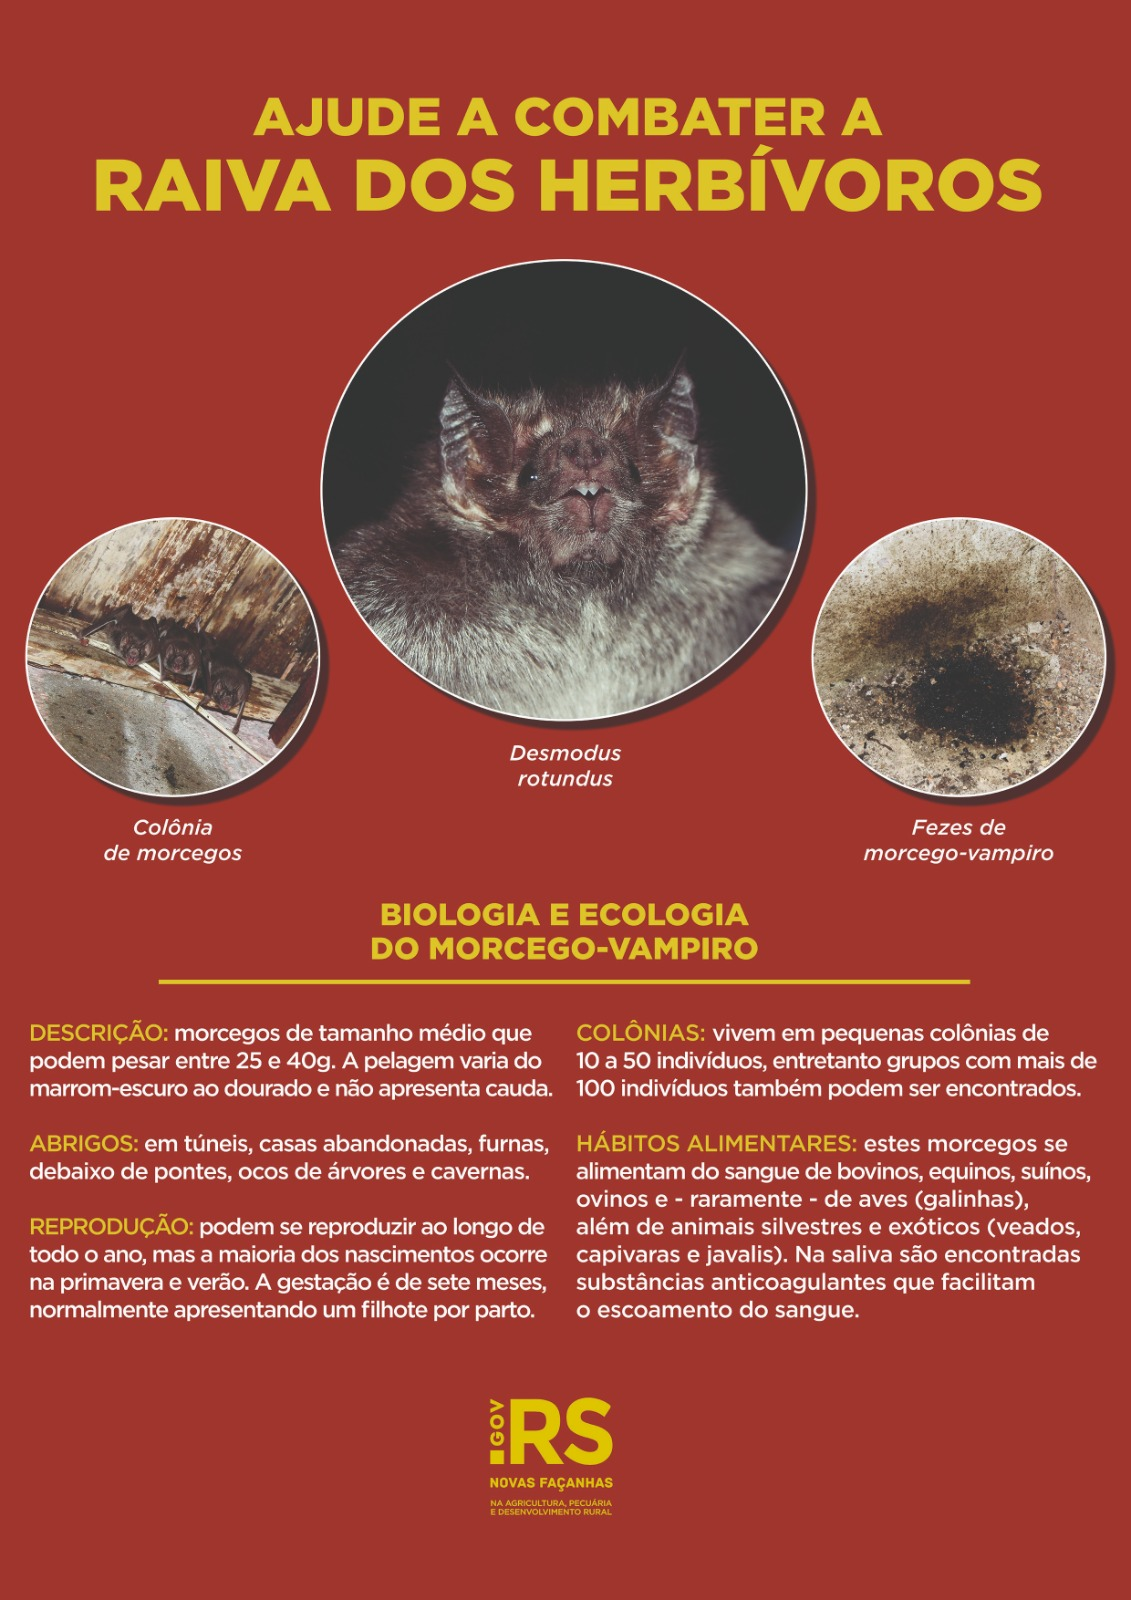 AJUDE A COMBATER A
RAIVA DOS HERBÍVOROS
Desmodus
rotundus
Colônia
de morcegos
Fezes de
morcego-vampiro
BIOLOGIA E ECOLOGIA
DO MORCEGO-VAMPIRO
DESCRIÇÃO: morcegos de tamanho médio que
podem pesar entre 25 e 40g. A pelagem varia do
marrom-escuro ao dourado e não apresenta cauda.
ABRIGOS: em túneis, casas abandonadas, furnas,
debaixo de pontes, ocos de árvores e cavernas.
REPRODUÇÃO: podem se reproduzir ao longo de
todo o ano, mas a maioria dos nascimentos ocorre
na primavera e verão. A gestação é de sete meses,
normalmente apresentando um filhote por parto.
COLÔNIAS: vivem em pequenas colônias de
10 a 50 indivíduos, entretanto grupos com mais de
100 indivíduos também podem ser encontrados.
HÁBITOS ALIMENTARES: estes morcegos se
alimentam do sangue de bovinos, equinos, suínos,
ovinos e - raramente - de aves (galinhas),
além de animais silvestres e exóticos (veados,
capivaras e javalis). Na saliva são encontradas
substâncias anticoagulantes que facilitam
o escoamento do sangue.
.GOV
RS
NOVAS FAÇANHAS
NA AGRICULTURA, PECUÁRIA
E DESENVOLVIMENTO RURAL